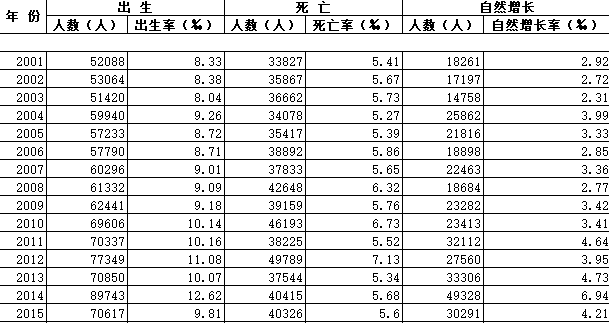 年 份 出 生 死 亡 自然增长
人数（人） 出生率（‰） 人数（人） 死亡率（‰） 人数（人） 自然增长率（‰）
2001 52088 8.33 33827 5.41 18261 2.92
2002 53064 8.38 35867 5.67 17197 2.72
2003 51420 8.04 36662 5.73 14758 2.31
2004 59940 9.26 34078 5.27 25862 3.99
2005 57233 8.72 35417 5.39 21816 3.33
2006 57790 8.71 38892 5.86 18898 2.85
2007 60296 9.01 37833 5.65 22463 3.36
2008 61332 9.09 42648 6.32 18684 2.77
2009 62441 9.18 39159 5.76 23282 3.42
2010 69606 10.14 46193 6.73 23413 3.41
2011 70337 10.16 38225 5.52 32112 4.64
2012 77349 11.08 49789 7.13 27560 3.95
2013 70850 10.07 37544 5.34 33306 4.73
2014 89743 12.62 40415 5.68 49328 6.94
2015 70617 9.81 40326 5.6 30291 4.21